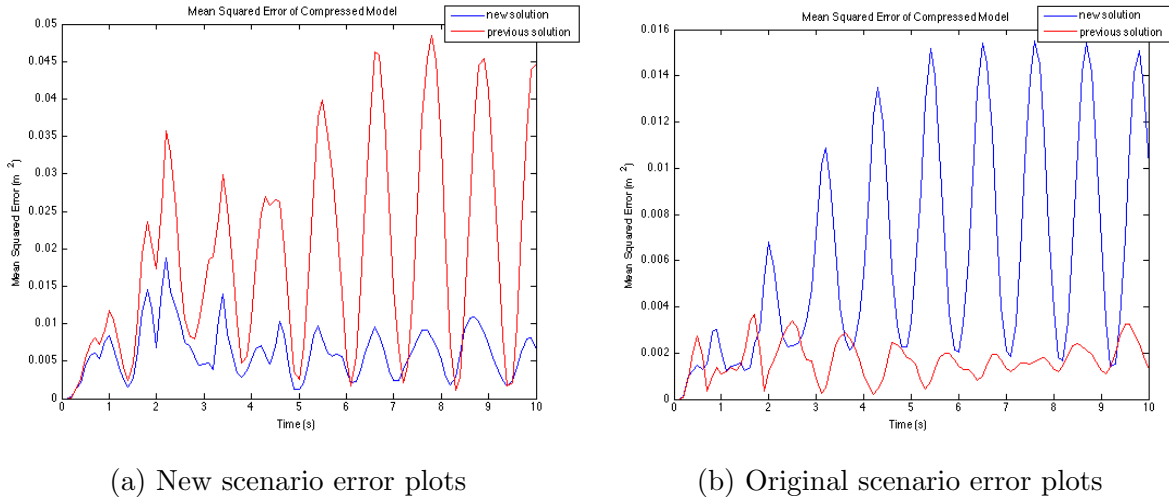 Mean Squared Error of Compressed Model
new solution
previous solution
0.05
0.045
0.04
0.035
0.03
0.025
0.02
0.015
0.01
0.005
0
Mean Squared Error (m^2)
0 1 2 3 4 5 6 7 8 9 10
Time (s)
(a) New scenario error plots
Mean Squared Error of Compressed Model
new solution
previous solution
0.016
0.014
0.012
0.01
0.008
0.006
0.004
0.002
0
Mean Squared Error (m^2)
0 1 2 3 4 5 6 7 8 9 10
Time (s)
(b) Original scenario error plots